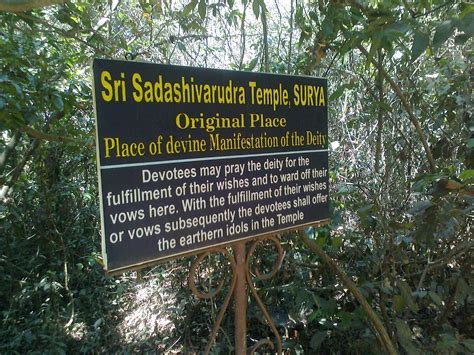 Sri Sadashivarudra Temple, SURYA
Original Place
Place of devine Manifestation of the Deity
Devotees may pray the deity for the
fulfillment of their wishes and to ward off their
vows here. With the fulfillment of their wishes
or vows subsequently the devotees shall offer
the earthern idols in the Temple